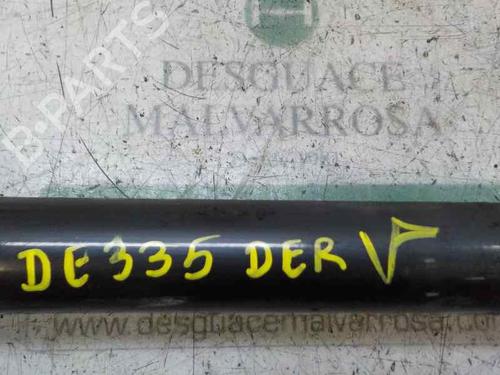 DESGUACE
MALVARROSA
B-PARTS
DE335 DER V
www.desguacemalvarrosa.com